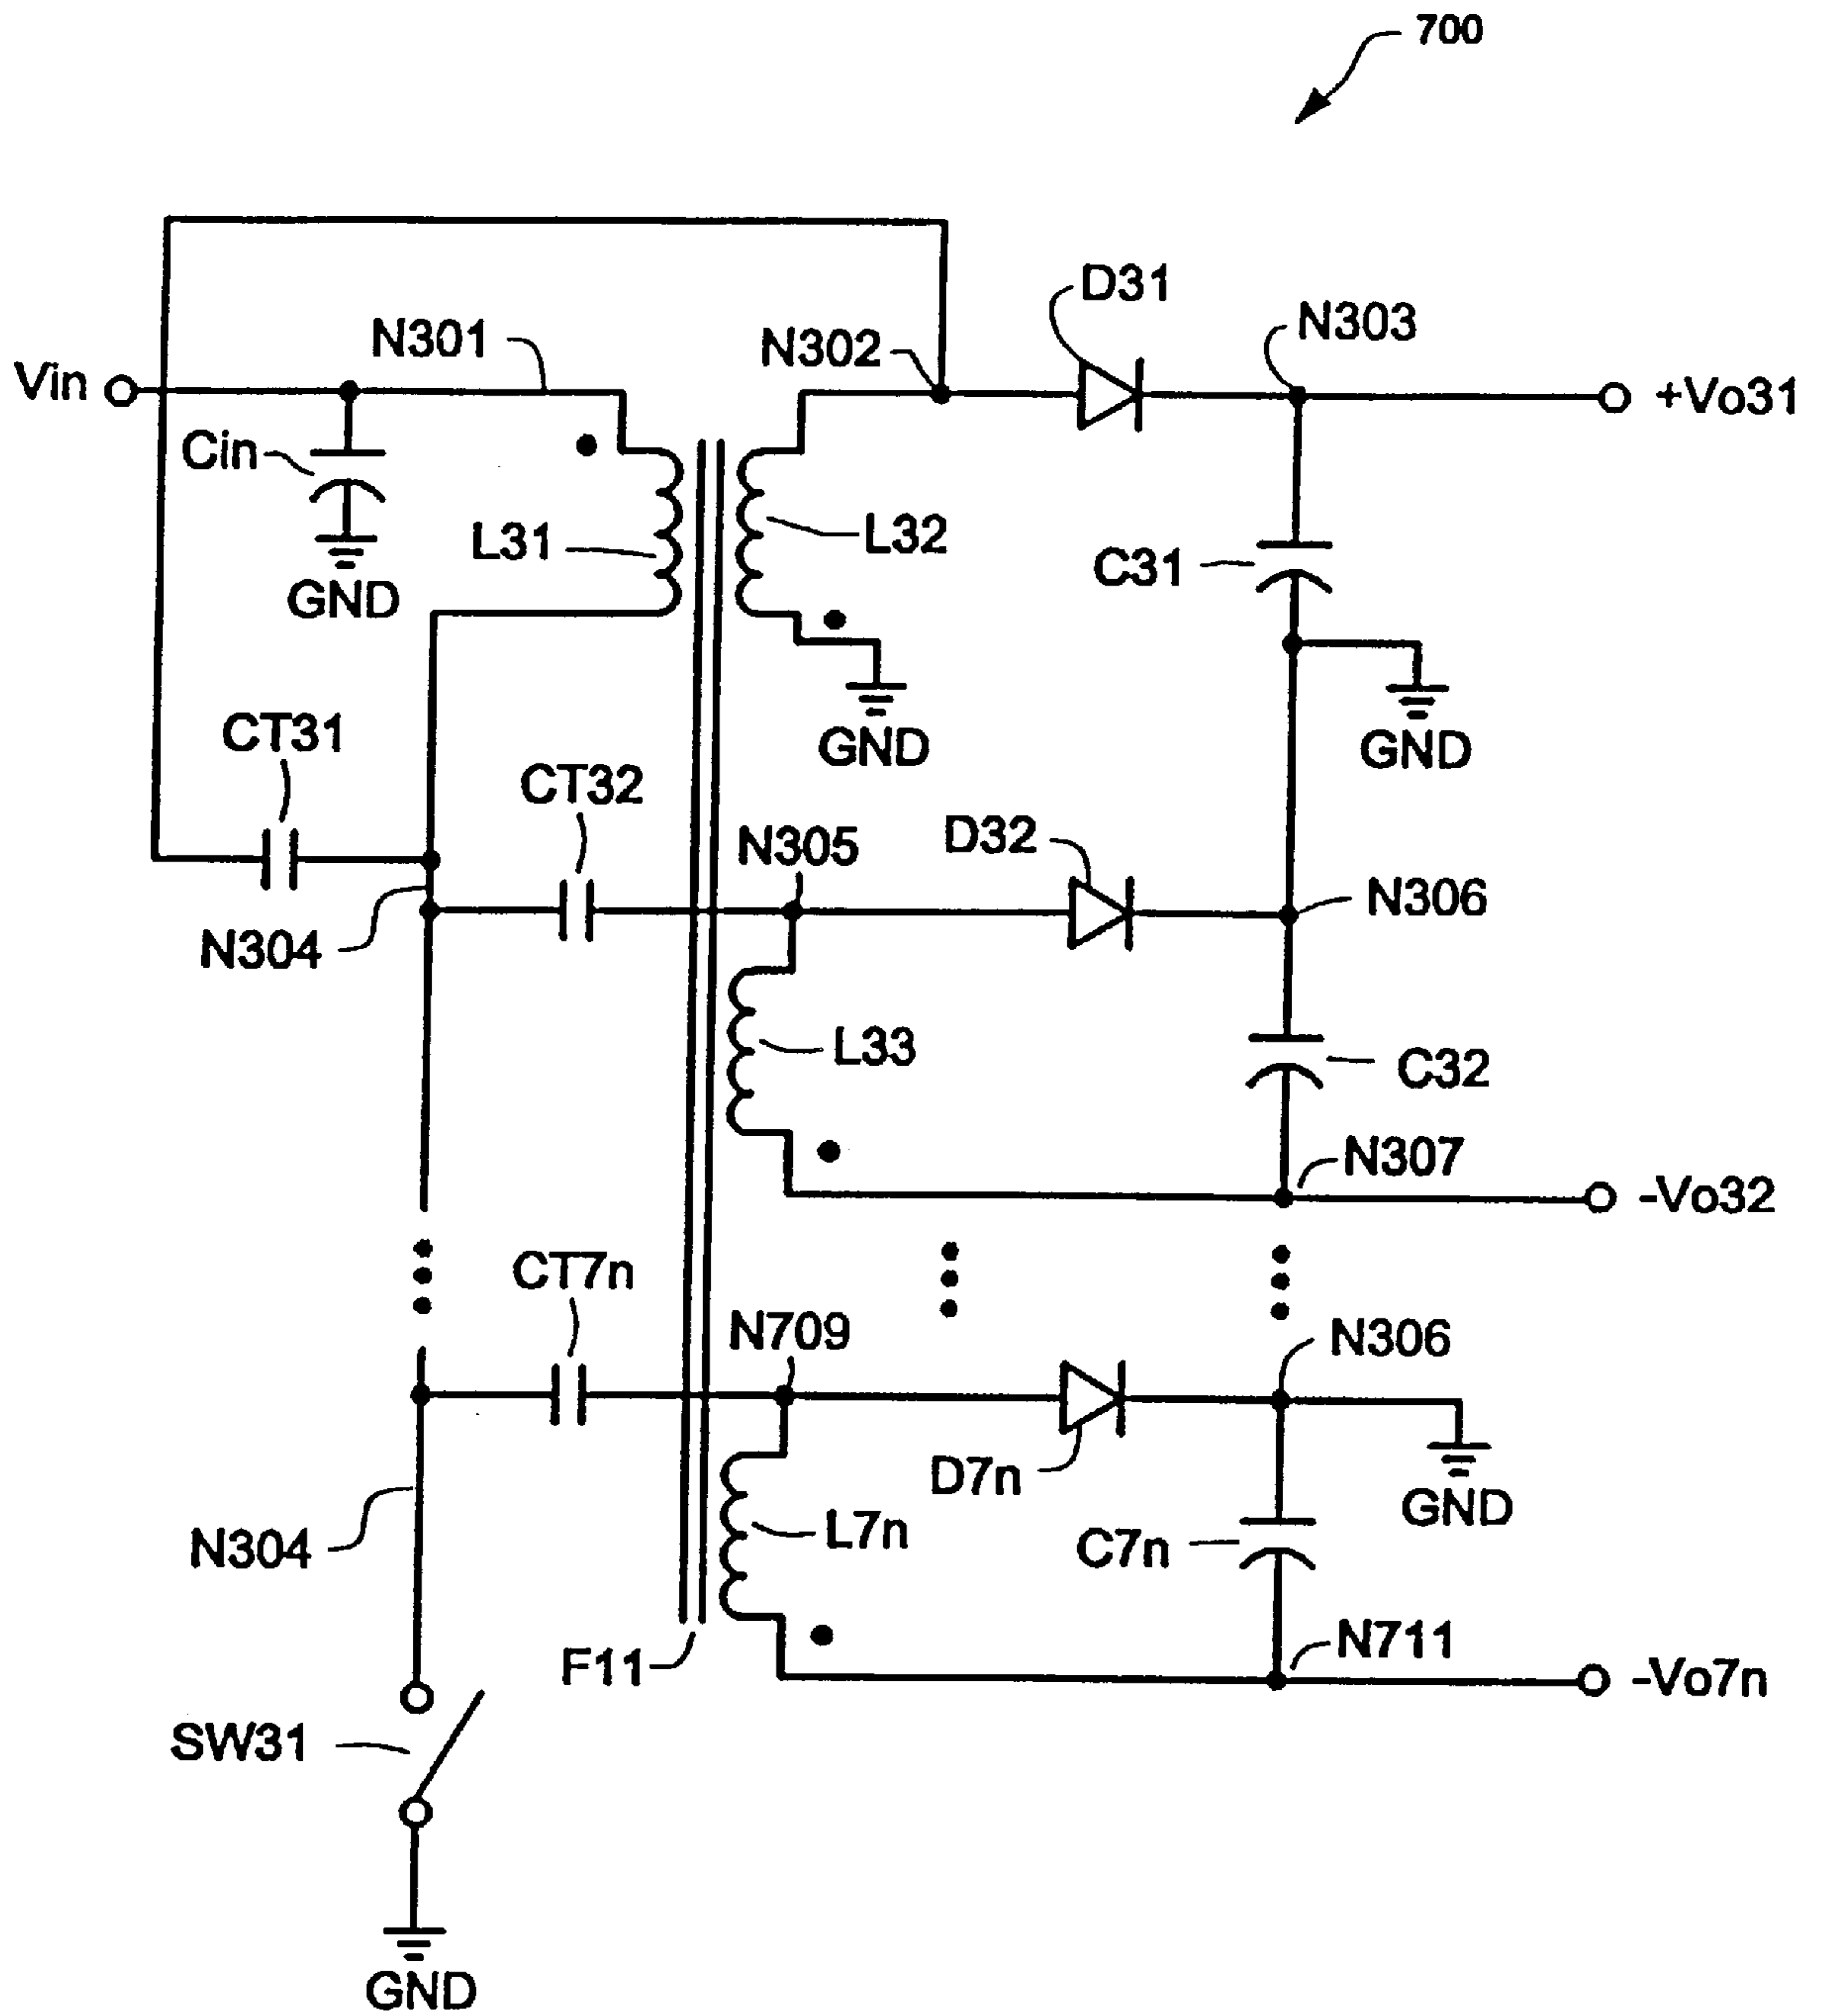 700
D31
N301
N302
N303
Vin
+Vo31
Cin
L31
L32
C31
GND
GND
GND
CT31
CT32
N305
D32
N306
N304
L33
C32
N307
-Vo32
CT7n
N709
N306
D7n
L7n
C7n
GND
N304
F11
N711
-Vo7n
SW31
GND